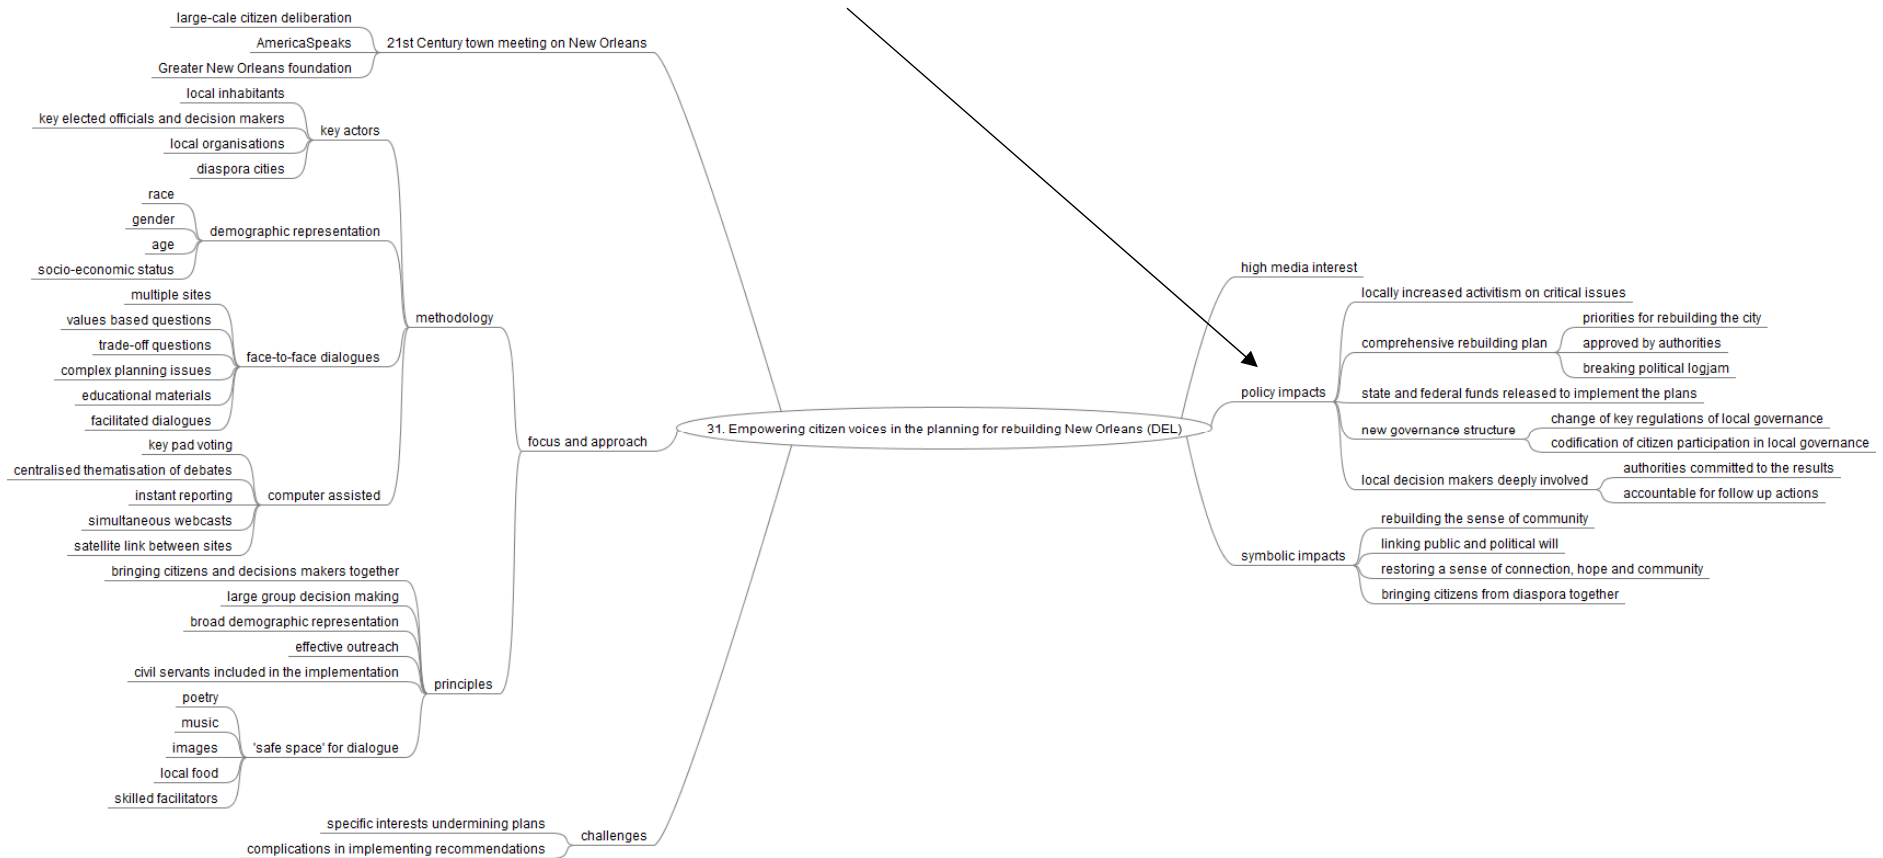 large-cale citizen deliberation
AmericaSpeaks
Greater New Orleans foundation
21st Century town meeting on New Orleans
local inhabitants
key elected officials and decision makers
local organisations
diaspora cities
key actors
race
gender
age
socio-economic status
demographic representation
multiple sites
values based questions
trade-off questions
complex planning issues
educational materials
facilitated dialogues
face-to-face dialogues
key pad voting
centralised thematisation of debates
instant reporting
simultaneous webcasts
satellite link between sites
computer assisted
methodology
bringing citizens and decisions makers together
large group decision making
broad demographic representation
effective outreach
civil servants included in the implementation
poetry
music
images
local food
skilled facilitators
'safe space' for dialogue
principles
focus and approach
specific interests undermining plans
complications in implementing recommendations
challenges
31. Empowering citizen voices in the planning for rebuilding New Orleans (DEL)
high media interest
policy impacts
locally increased activitism on critical issues
comprehensive rebuilding plan
priorities for rebuilding the city
approved by authorities
breaking political logjam
state and federal funds released to implement the plans
new governance structure
change of key regulations of local governance
codification of citizen participation in local governance
local decision makers deeply involved
authorities committed to the results
accountable for follow up actions
symbolic impacts
rebuilding the sense of community
linking public and political will
restoring a sense of connection, hope and community
bringing citizens from diaspora together